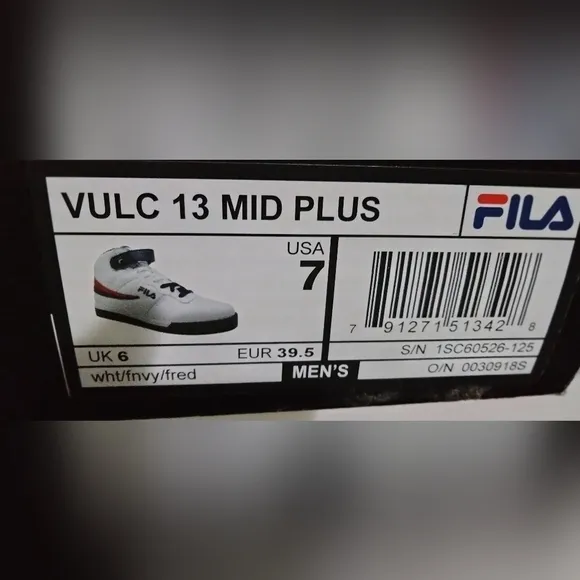 VULC 13 MID PLUS
FILA
USA
7
FILA
UK 6
EUR 39.5
wht/fnvy/fred
MEN'S
7 91271 51342 8
S/N 1SC60526-125
O/N 0030918S